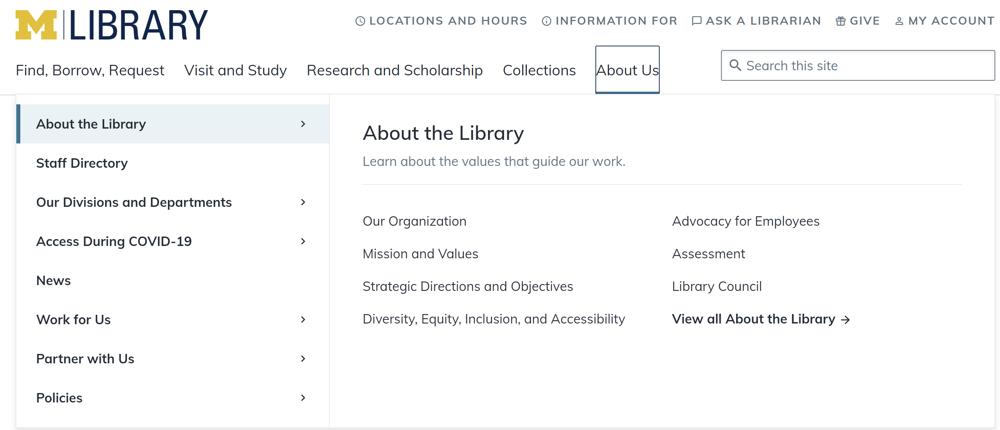 M LIBRARY
LOCATIONS AND HOURS INFORMATION FOR ASK A LIBRARIAN GIVE MY ACCOUNT
Find, Borrow, Request Visit and Study Research and Scholarship Collections About Us Search this site
About the Library
Staff Directory
Our Divisions and Departments
Access During COVID-19
News
Work for Us
Partner with Us
Policies
About the Library
Learn about the values that guide our work.
Our Organization
Mission and Values
Strategic Directions and Objectives
Diversity, Equity, Inclusion, and Accessibility
Advocacy for Employees
Assessment
Library Council
View all About the Library →